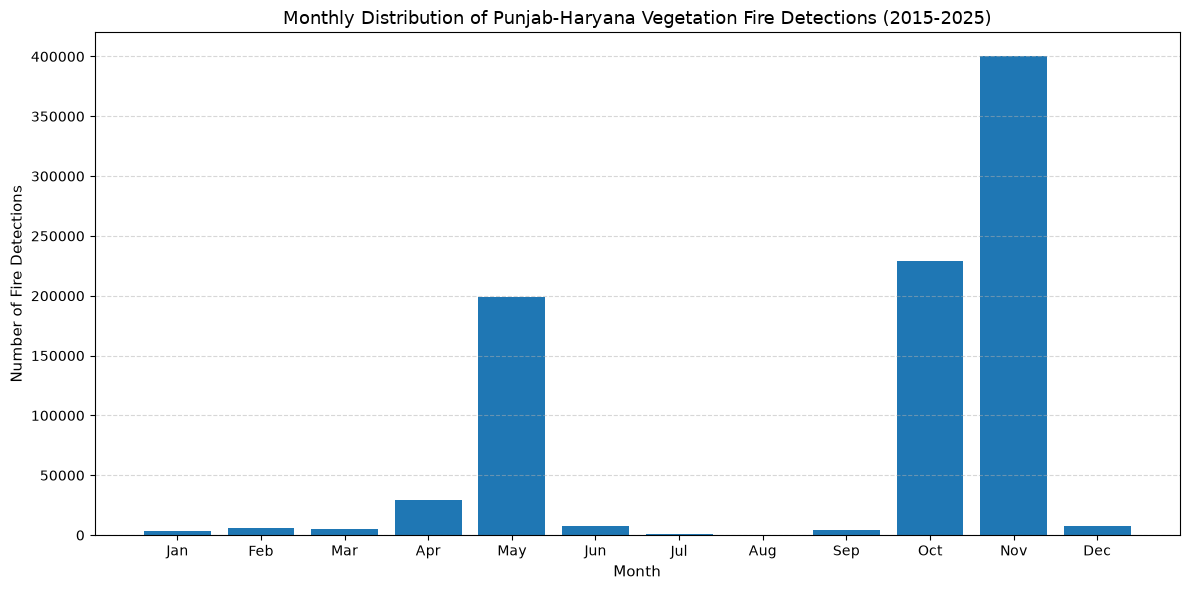 Monthly Distribution of Punjab-Haryana Vegetation Fire Detections (2015-2025)
Number of Fire Detections
400000
350000
300000
250000
200000
150000
100000
50000
0
Jan Feb Mar Apr May Jun Jul Aug Sep Oct Nov Dec
Month